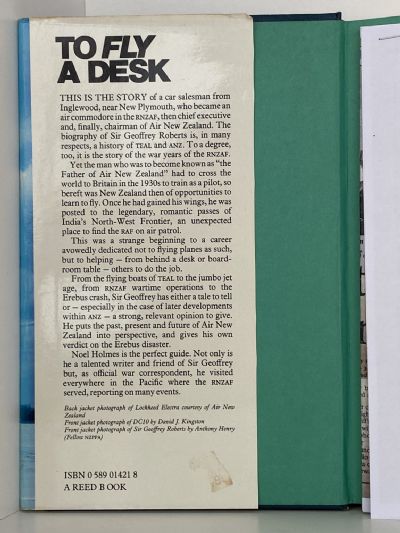 TO FLY
A DESK
THIS IS THE STORY of a car salesman from
Inglewood, near New Plymouth, who became an
air commodore in the RNZAF, then chief executive
and, finally, chairman of Air New Zealand. The
biography of Sir Geoffrey Roberts is, in many
respects, a history of TEAL and ANZ. To a degree,
too, it is the story of the war years of the RNZAF.
Yet the man who was to become known as "the
Father of Air New Zealand" had to cross the
world to Britain in the 1930s to train as a pilot, so
bereft was New Zealand then of opportunities to
learn to fly. Once he had gained his wings, he was
posted to the legendary, romantic passes of
India's North-West Frontier, an unexpected
place to find the RAF on air patrol.
This was a strange beginning to a career
avowedly dedicated not to flying planes as such,
but to helping – from behind a desk or board-
room table – others to do the job.
From the flying boats of TEAL to the jumbo jet
age, from RNZAF wartime operations to the
Erebus crash, Sir Geoffrey has either a tale to tell
or – especially in the case of later developments
within ANZ – a strong, relevant opinion to give.
He puts the past, present and future of Air New
Zealand into perspective, and gives his own
verdict on the Erebus disaster.
Noel Holmes is the perfect guide. Not only is
he a talented writer and friend of Sir Geoffrey
but, as official war correspondent, he visited
everywhere in the Pacific where the RNZAF
served, reporting on many events.
Back jacket photograph of Lockheed Electra courtesy of Air New
Zealand
Front jacket photograph of DC10 by David J. Kingston
Front jacket photograph of Sir Geoffrey Roberts by Anthony Henry
(Fellow NZPPA)
ISBN 0 589 01421 8
A REED BOOK